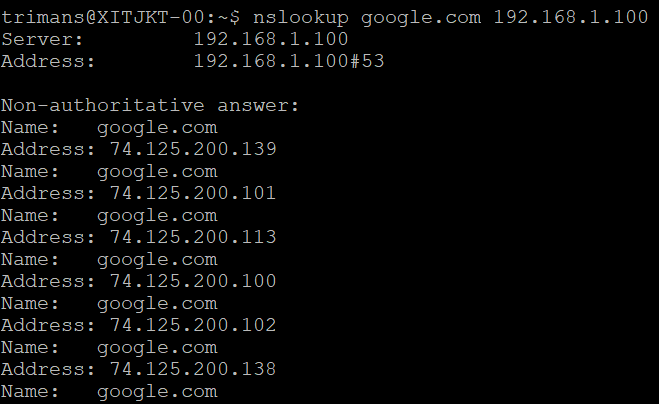 trimans@XITJKT-00:~$ nslookup google.com 192.168.1.100
Server:         192.168.1.100
Address:        192.168.1.100#53

Non-authoritative answer:
Name:   google.com
Address: 74.125.200.139
Name:   google.com
Address: 74.125.200.101
Name:   google.com
Address: 74.125.200.113
Name:   google.com
Address: 74.125.200.100
Name:   google.com
Address: 74.125.200.102
Name:   google.com
Address: 74.125.200.138
Name:   google.com